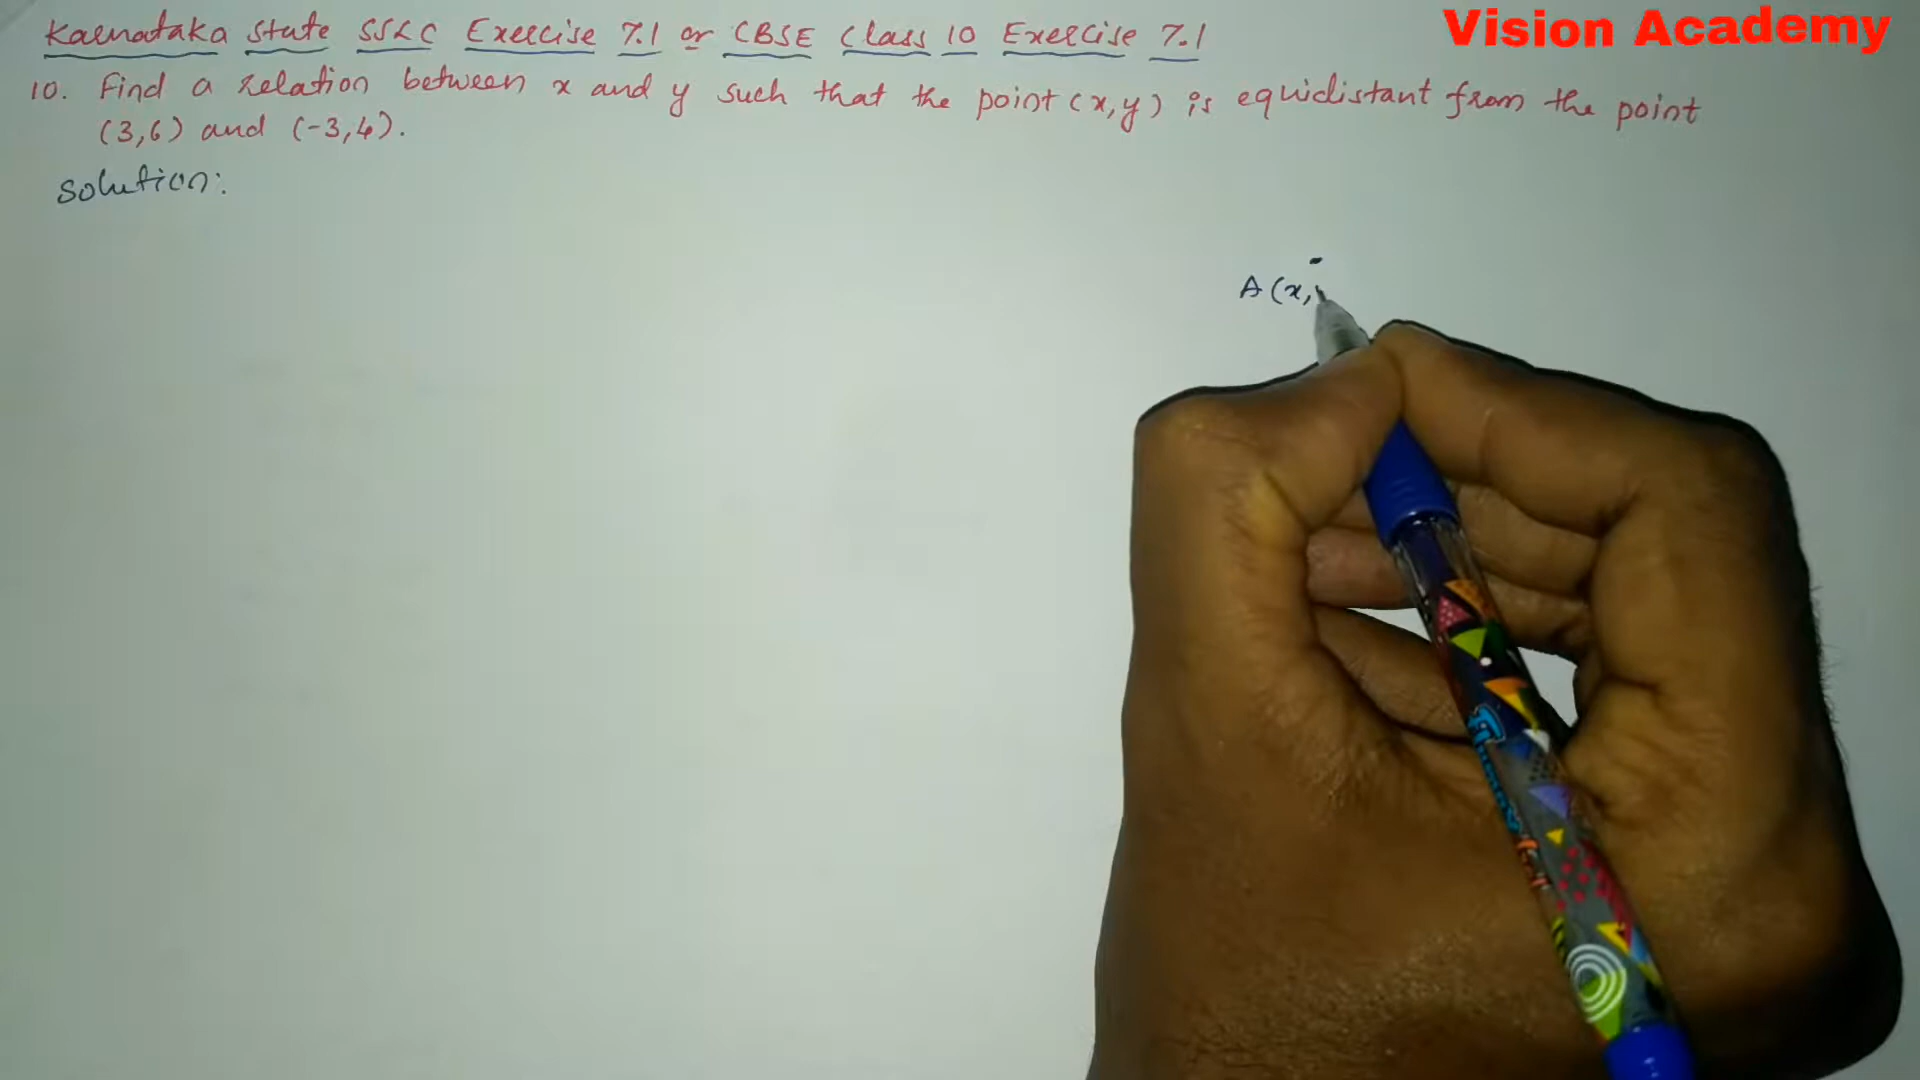 Karnataka State SSLC Exercise 7.1 or CBSE Class 10 Exercise 7.1
Vision Academy
10. Find a relation between x and y such that the point (x,y) is equidistant from the point
(3,6) and (-3,4).
Solution:
A(x,